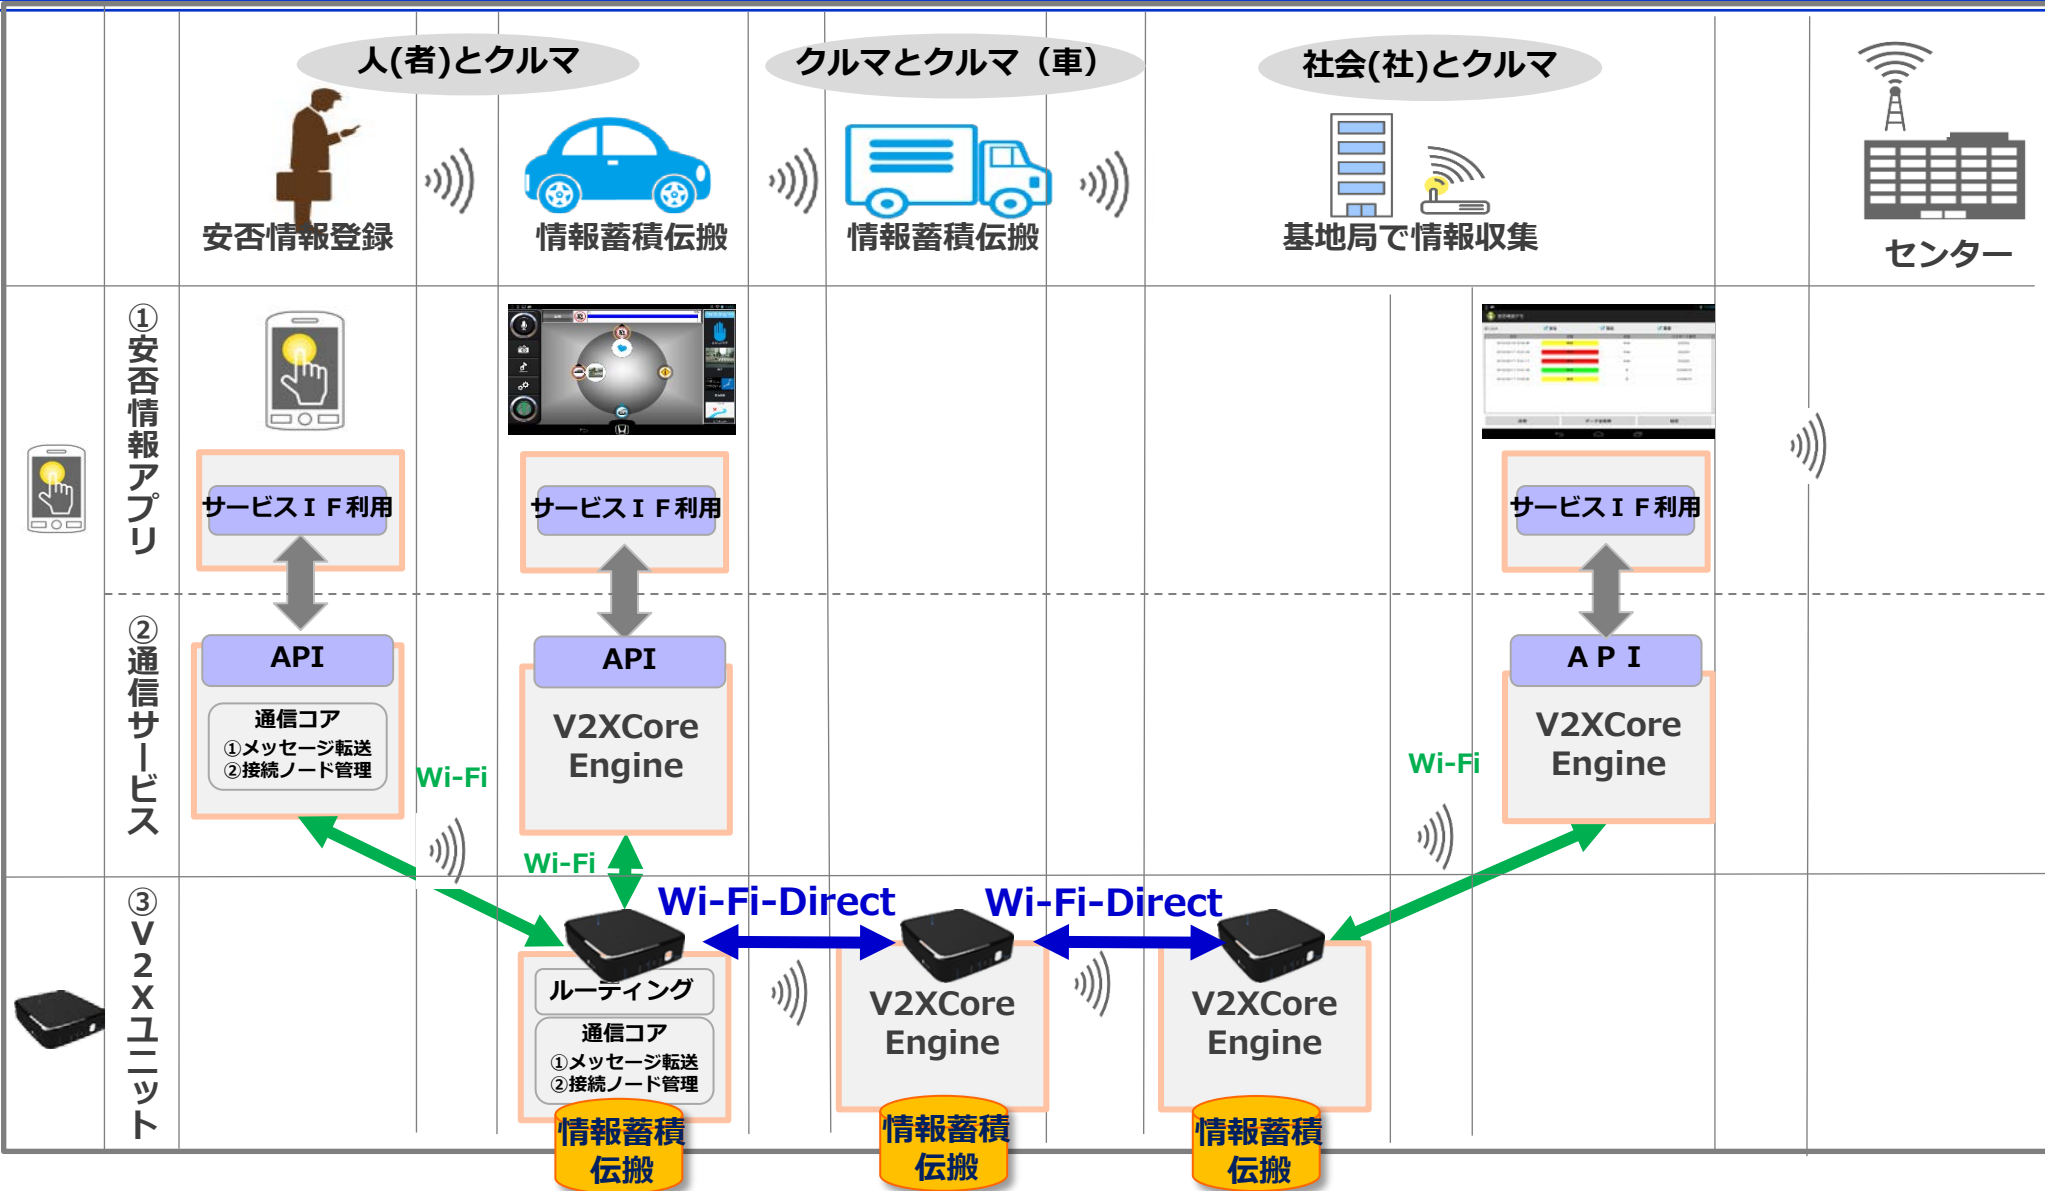 人(者)とクルマ
クルマとクルマ（車）
社会(社)とクルマ
安否情報登録
情報蓄積伝搬
情報蓄積伝搬
基地局で情報収集
センター
①安否情報アプリ
サービスＩＦ利用
サービスＩＦ利用
サービスＩＦ利用
②通信サービス
API
API
ＡＰＩ
通信コア
①メッセージ転送
②接続ノード管理
V2XCore
Engine
V2XCore
Engine
Wi-Fi
Wi-Fi
Wi-Fi
③V2Xユニット
Wi-Fi-Direct
Wi-Fi-Direct
ルーティング
通信コア
①メッセージ転送
②接続ノード管理
V2XCore
Engine
V2XCore
Engine
情報蓄積
伝搬
情報蓄積
伝搬
情報蓄積
伝搬